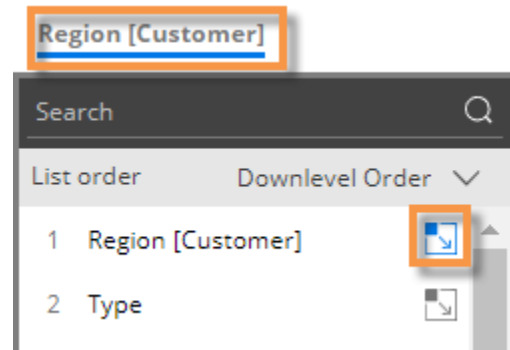 Region [Customer]
Search
List order Downlevel Order
1 Region [Customer]
2 Type